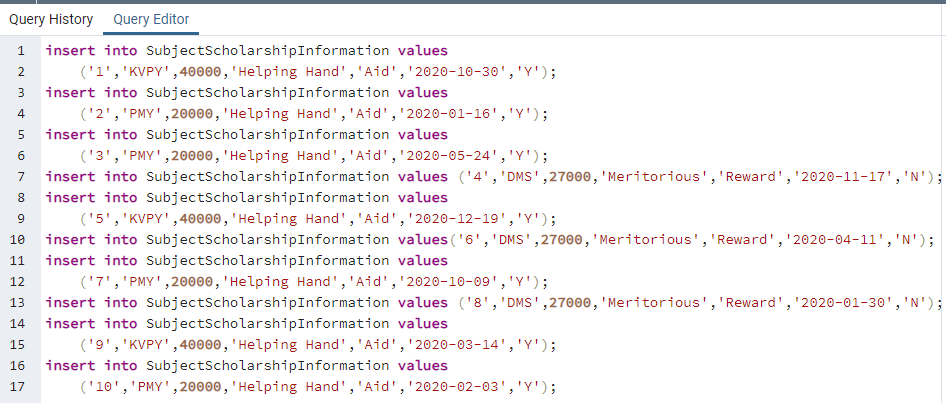 Query History Query Editor
1 insert into SubjectScholarshipInformation values
2 ('1','KVPY',40000,'Helping Hand','Aid','2020-10-30','Y');
3 insert into SubjectScholarshipInformation values
4 ('2','PMY',20000,'Helping Hand','Aid','2020-01-16','Y');
5 insert into SubjectScholarshipInformation values
6 ('3','PMY',20000,'Helping Hand','Aid','2020-05-24','Y');
7 insert into SubjectScholarshipInformation values ('4','DMS',27000,'Meritorious','Reward','2020-11-17','N');
8 insert into SubjectScholarshipInformation values
9 ('5','KVPY',40000,'Helping Hand','Aid','2020-12-19','Y');
10 insert into SubjectScholarshipInformation values('6','DMS',27000,'Meritorious','Reward','2020-04-11','N');
11 insert into SubjectScholarshipInformation values
12 ('7','PMY',20000,'Helping Hand','Aid','2020-10-09','Y');
13 insert into SubjectScholarshipInformation values ('8','DMS',27000,'Meritorious','Reward','2020-01-30','N');
14 insert into SubjectScholarshipInformation values
15 ('9','KVPY',40000,'Helping Hand','Aid','2020-03-14','Y');
16 insert into SubjectScholarshipInformation values
17 ('10','PMY',20000,'Helping Hand','Aid','2020-02-03','Y');